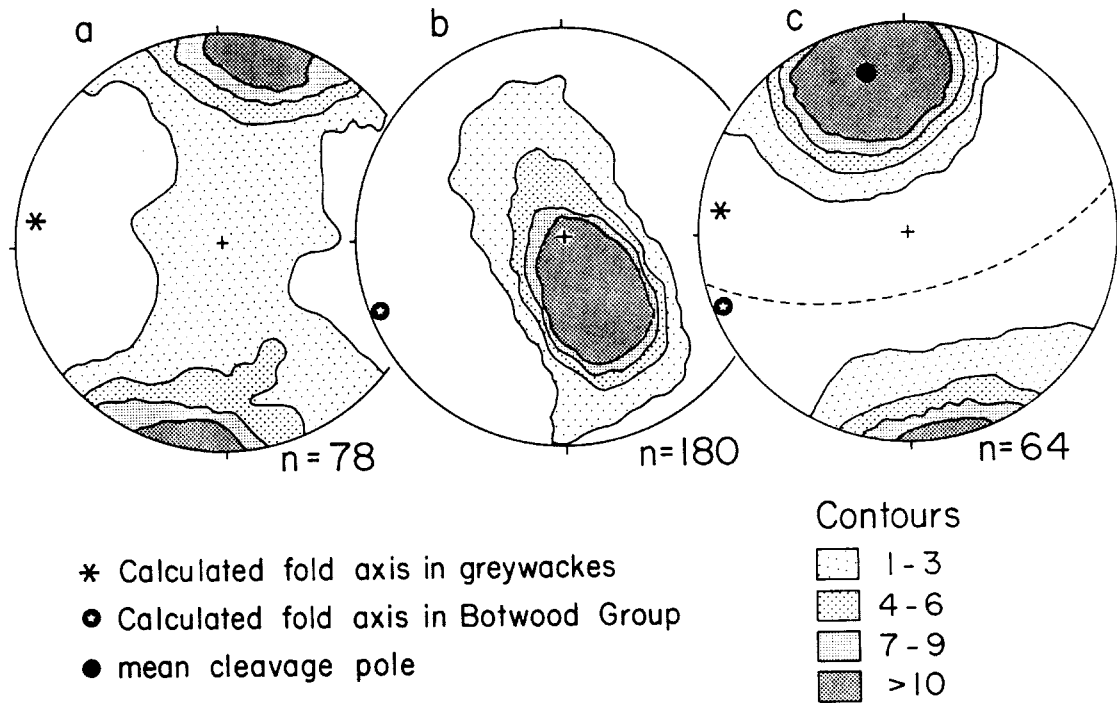 a
b
c
n=78
n=180
n=64
* Calculated fold axis in greywackes
Calculated fold axis in Botwood Group
mean cleavage pole
Contours
1-3
4-6
7-9
>10